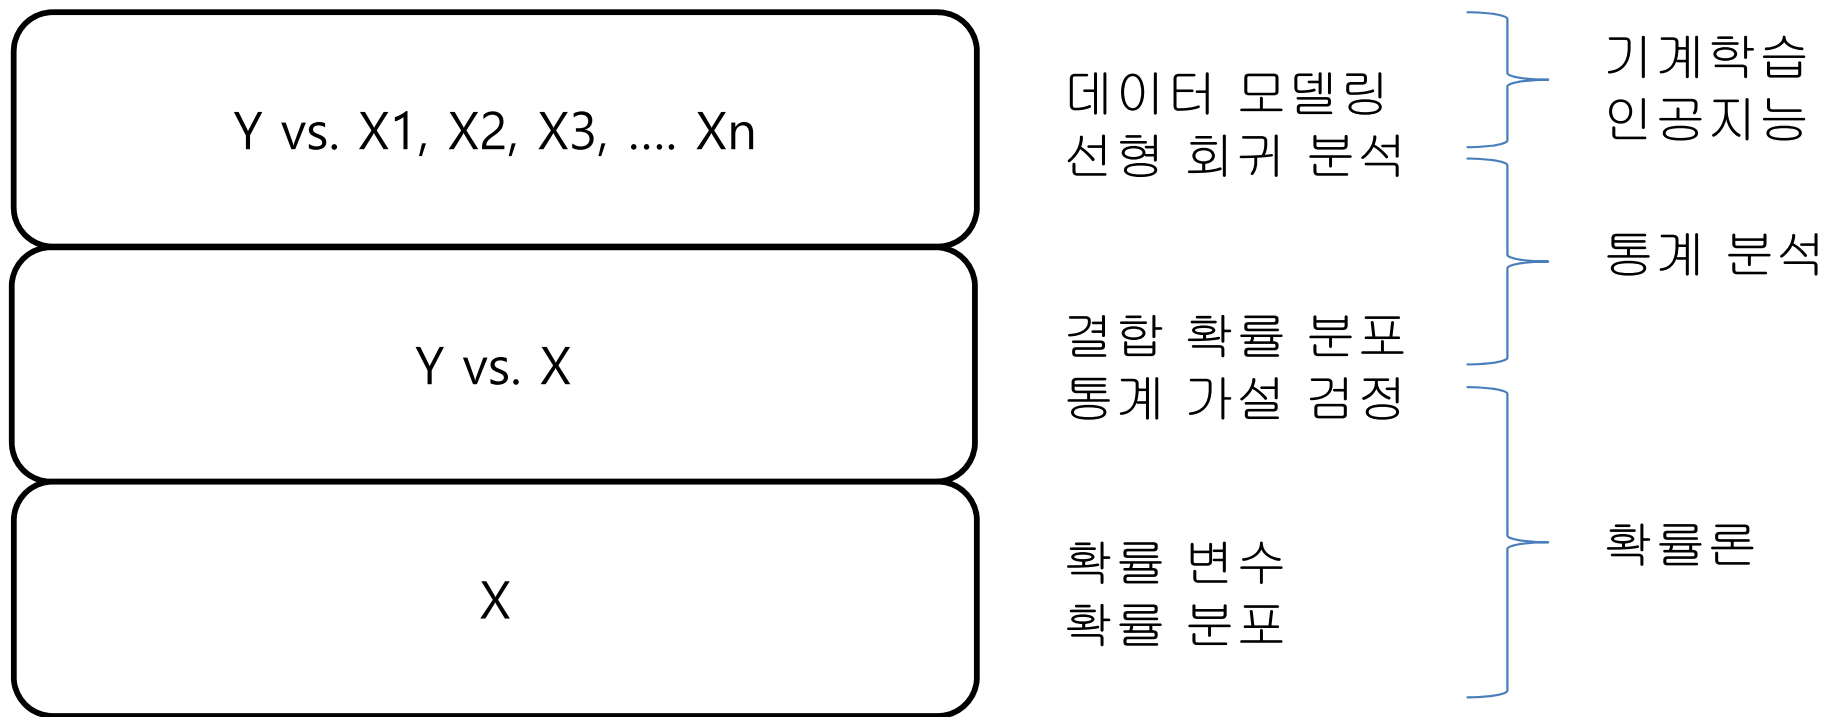 Y vs. X1, X2, X3, .... Xn
데이터 모델링
선형 회귀 분석
기계학습
인공지능
통계 분석
Y vs. X
결합 확률 분포
통계 가설 검정
X
확률 변수
확률 분포
확률론